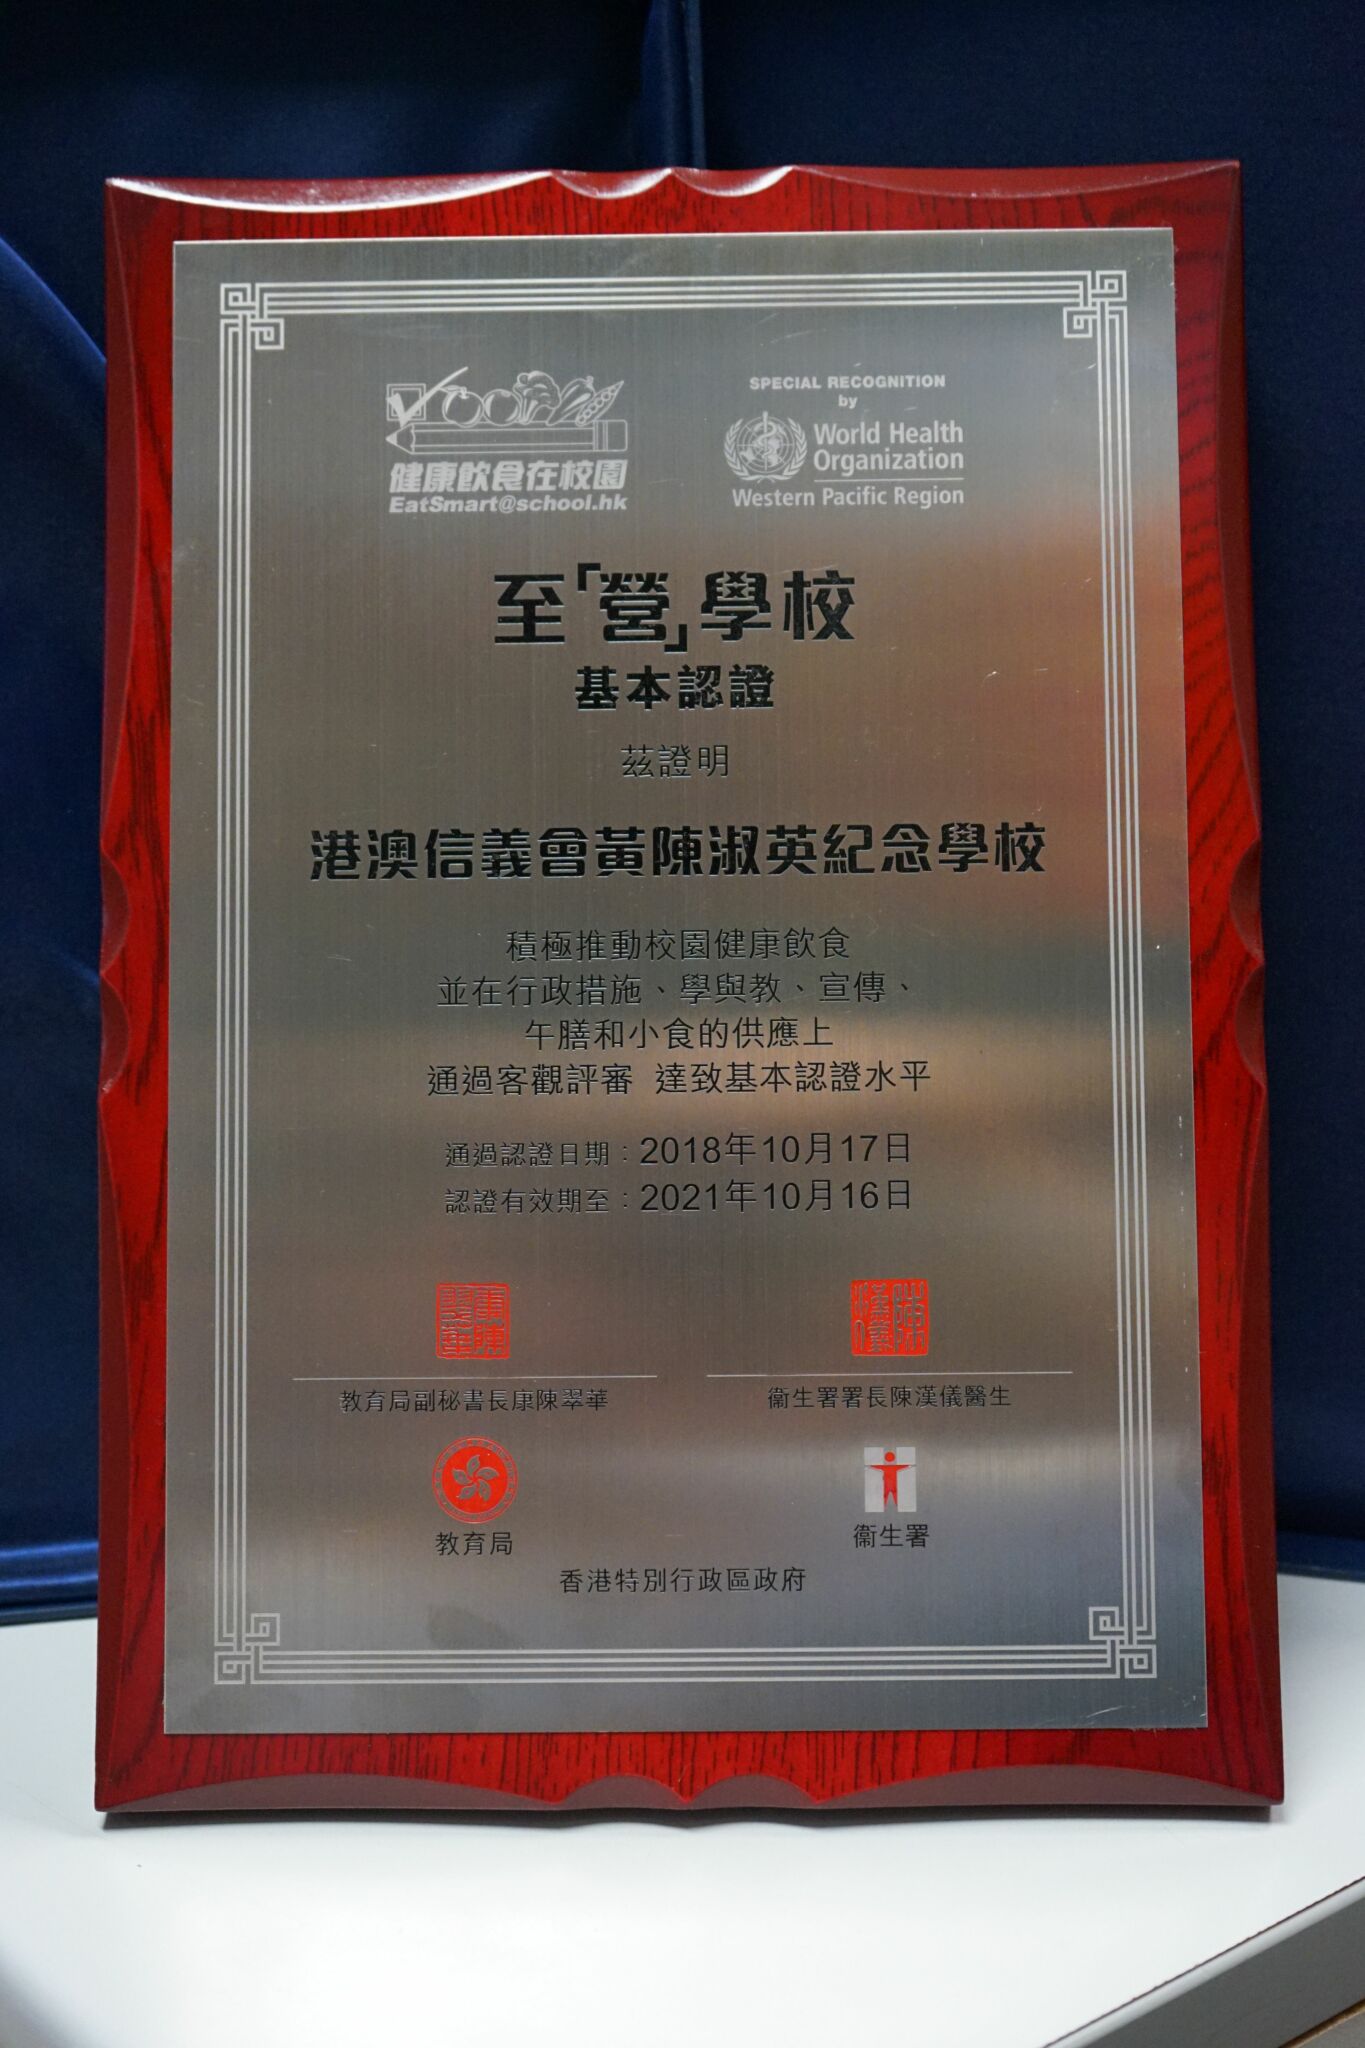 健康飲食在校園
EatSmart@school.hk
SPECIAL RECOGNITION
by
World Health
Organization
Western Pacific Region
至「營」學校
基本認證
茲證明
港澳信義會黃陳淑英紀念學校
積極推動校園健康飲食
並在行政措施、學與教、宣傳、
午膳和小食的供應上
通過客觀評審 達致基本認證水平
通過認證日期：2018年10月17日
認證有效期至：2021年10月16日
教育局副秘書長康陳翠華
衞生署署長陳漢儀醫生
教育局
衞生署
香港特別行政區政府